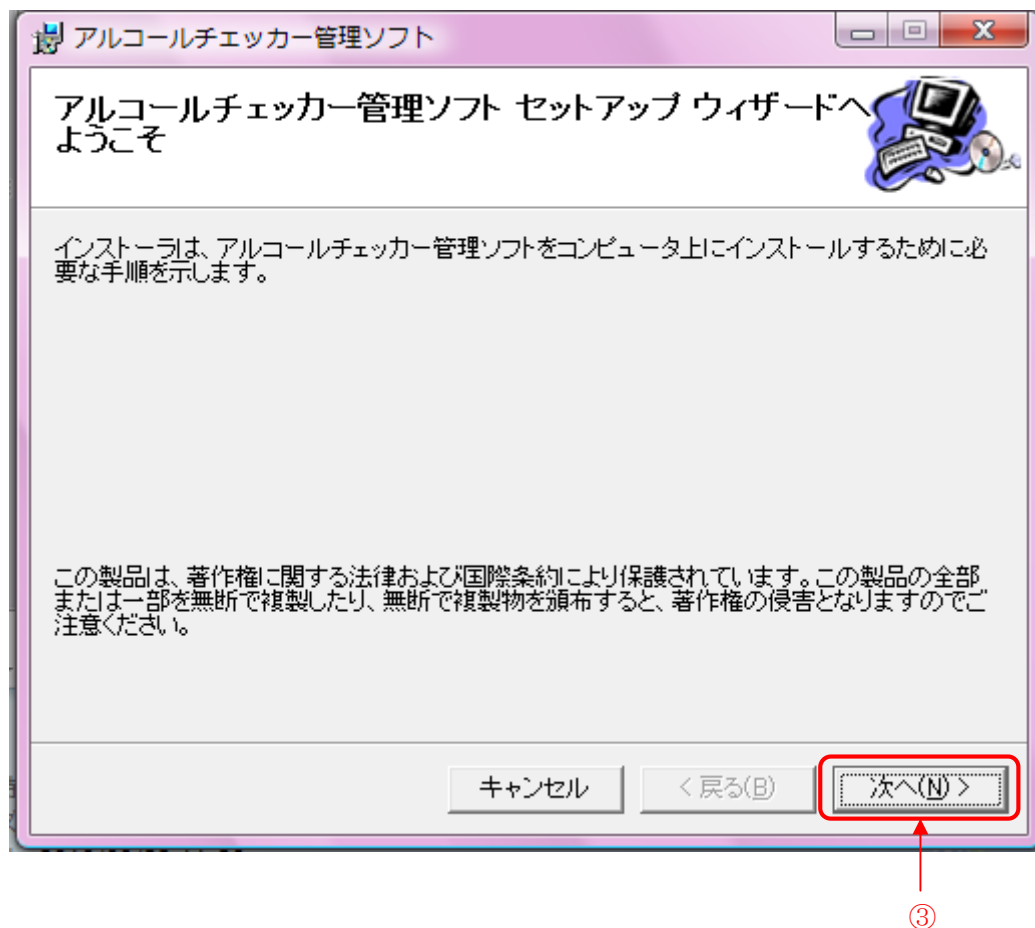 アルコールチェッカー管理ソフト
アルコールチェッカー管理ソフト セットアップ ウィザードへ
ようこそ
インストーラは、アルコールチェッカー管理ソフトをコンピュータ上にインストールするために必
要な手順を示します。
この製品は、著作権に関する法律および国際条約により保護されています。この製品の全部
または一部を無断で複製したり、無断で複製物を頒布すると、著作権の侵害となりますのでご
注意ください。
キャンセル
< 戻る(B)
次へ(N) >
③